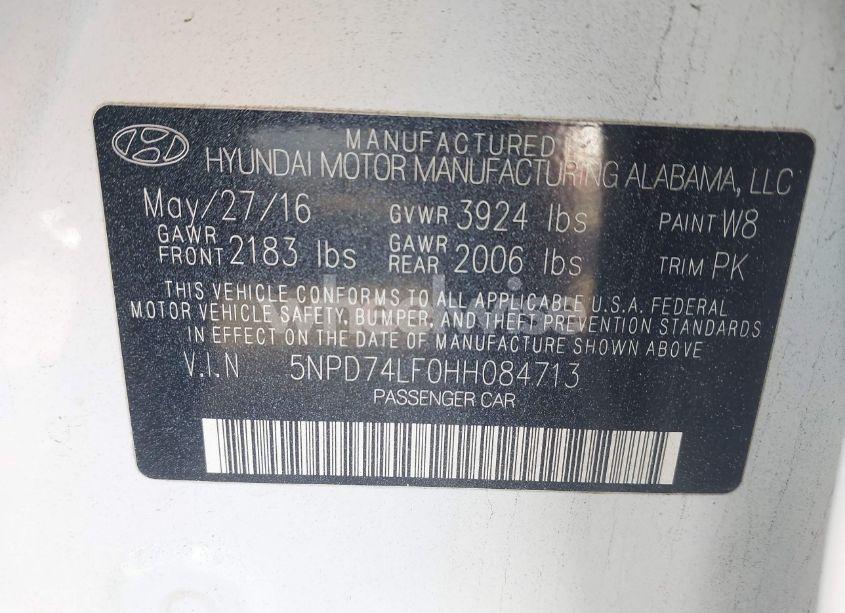 MANUFACTURED
HYUNDAI MOTOR MANUFACTURING ALABAMA, LLC
May/27/16 GVWR 3924 lbs PAINT W8
GAWR FRONT 2183 lbs GAWR REAR 2006 lbs TRIM PK
THIS VEHICLE CONFORMS TO ALL APPLICABLE U.S.A. FEDERAL
MOTOR VEHICLE SAFETY, BUMPER, AND THEFT PREVENTION STANDARDS
IN EFFECT ON THE DATE OF MANUFACTURE SHOWN ABOVE.
V.I.N 5NPD74LF0HH084713
PASSENGER CAR